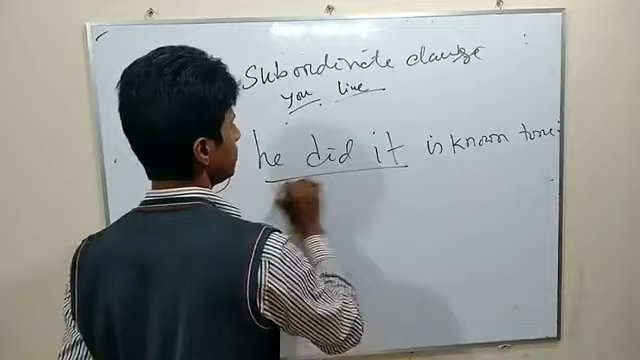 Subordinate clause
you live
he did it is known to me